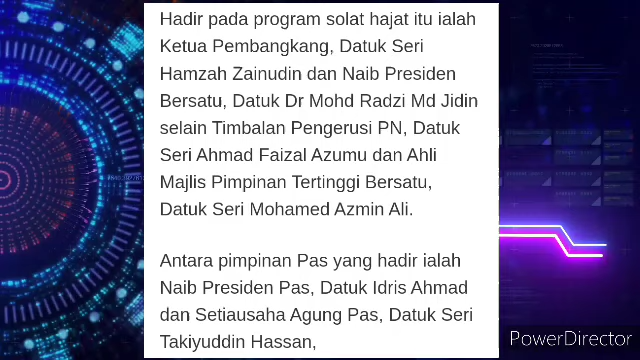 Hadir pada program solat hajat itu ialah
Ketua Pembangkang, Datuk Seri
Hamzah Zainudin dan Naib Presiden
Bersatu, Datuk Dr Mohd Radzi Md Jidin
selain Timbalan Pengerusi PN, Datuk
Seri Ahmad Faizal Azumu dan Ahli
Majlis Pimpinan Tertinggi Bersatu,
Datuk Seri Mohamed Azmin Ali.
Antara pimpinan Pas yang hadir ialah
Naib Presiden Pas, Datuk Idris Ahmad
dan Setiausaha Agung Pas, Datuk Seri
Takiyuddin Hassan,
PowerDirector